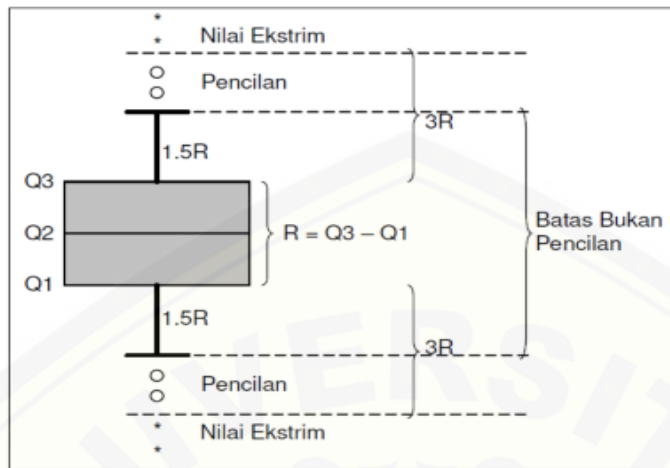 * Nilai Ekstrim
*
Pencilan
3R
1.5R
Q3
Q2
R = Q3 – Q1
Batas Bukan
Pencilan
Q1
1.5R
3R
Pencilan
* Nilai Ekstrim
*